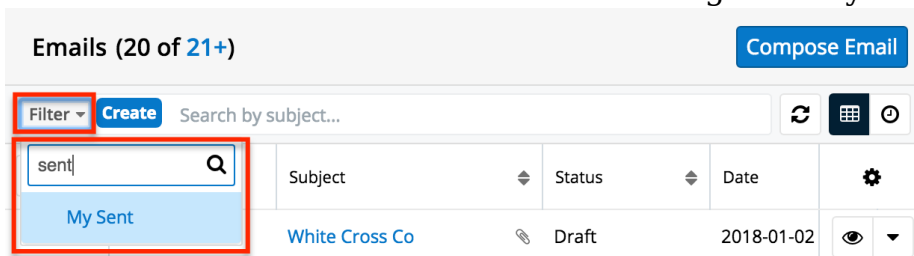 Emails (20 of 21+)
Compose Email
Filter Create Search by subject...
sent
Subject Status Date
My Sent
White Cross Co Draft 2018-01-02